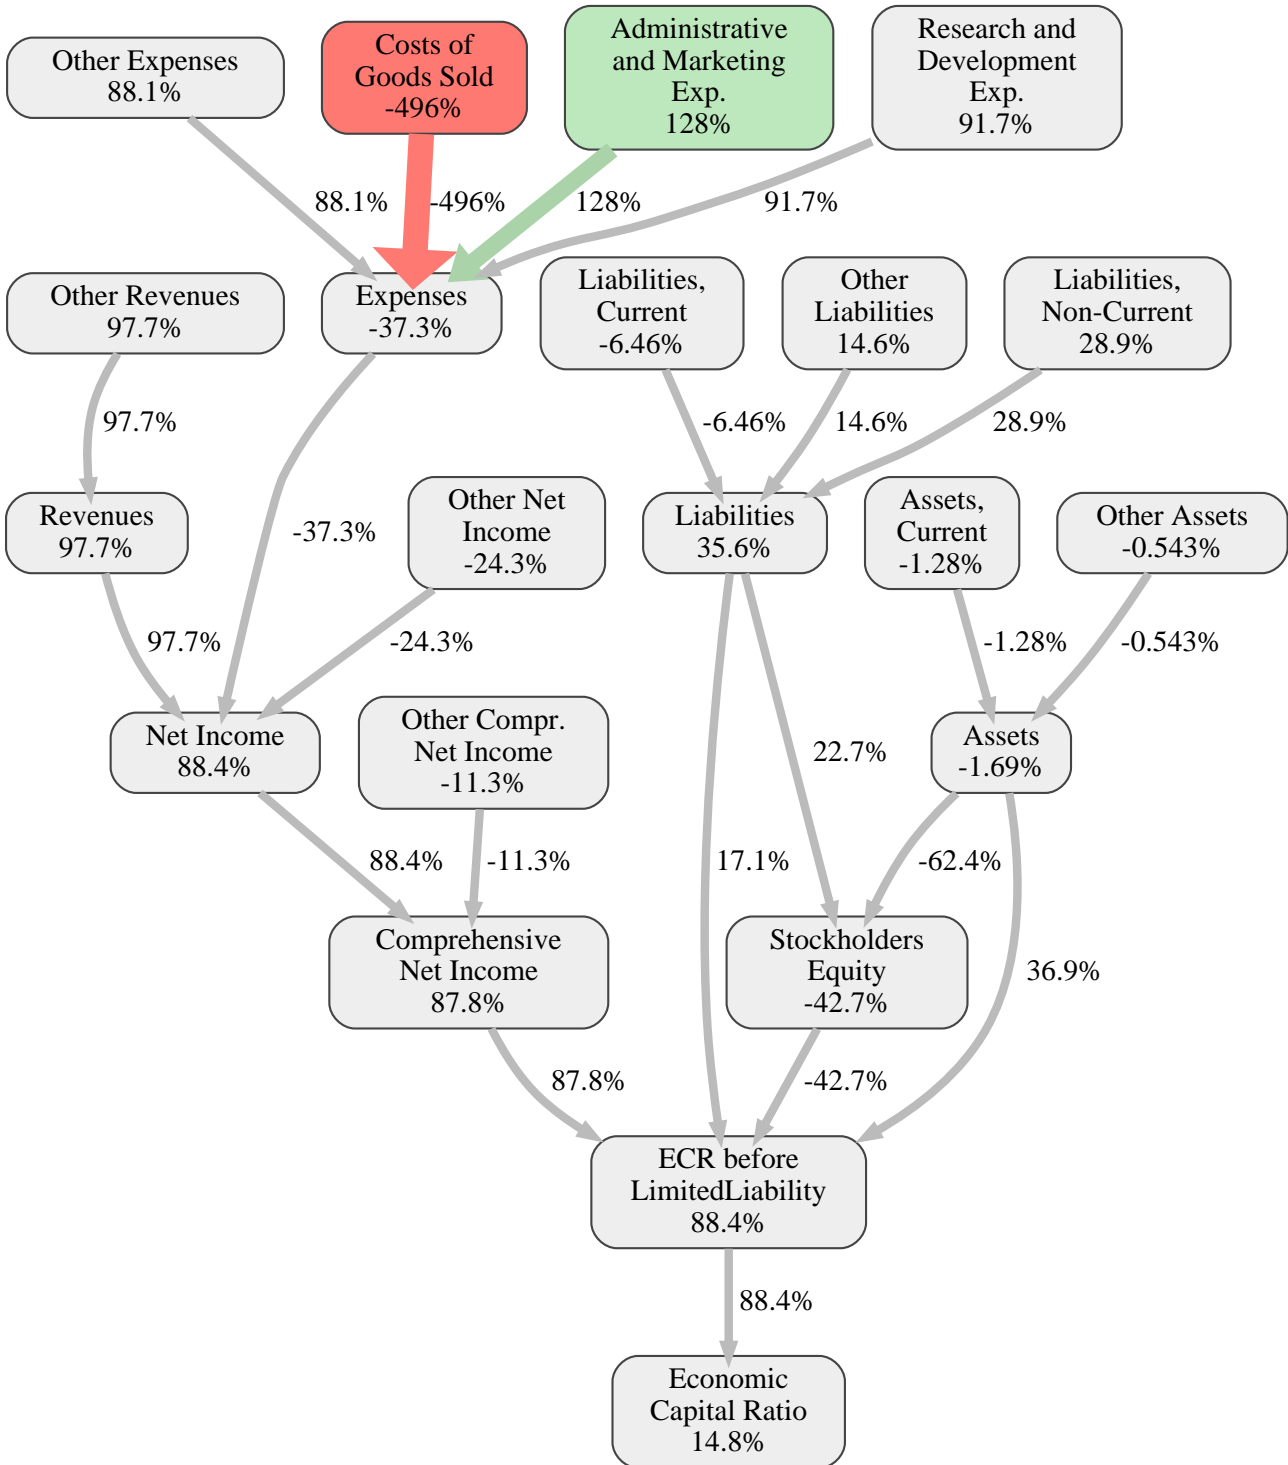 Other Expenses
88.1%
Costs of
Goods Sold
-496%
Administrative
and Marketing
Exp.
128%
Research and
Development
Exp.
91.7%
88.1%
-496%
128%
91.7%
Other Revenues
97.7%
Expenses
-37.3%
Liabilities,
Current
-6.46%
Other
Liabilities
14.6%
Liabilities,
Non-Current
28.9%
97.7%
-6.46%
14.6%
28.9%
Revenues
97.7%
-37.3%
Other Net
Income
-24.3%
Liabilities
35.6%
Assets,
Current
-1.28%
Other Assets
-0.543%
97.7%
-24.3%
-1.28%
-0.543%
Net Income
88.4%
Other Compr.
Net Income
-11.3%
22.7%
Assets
-1.69%
88.4%
-11.3%
17.1%
-62.4%
Comprehensive
Net Income
87.8%
Stockholders
Equity
-42.7%
36.9%
87.8%
-42.7%
ECR before
LimitedLiability
88.4%
88.4%
Economic
Capital Ratio
14.8%